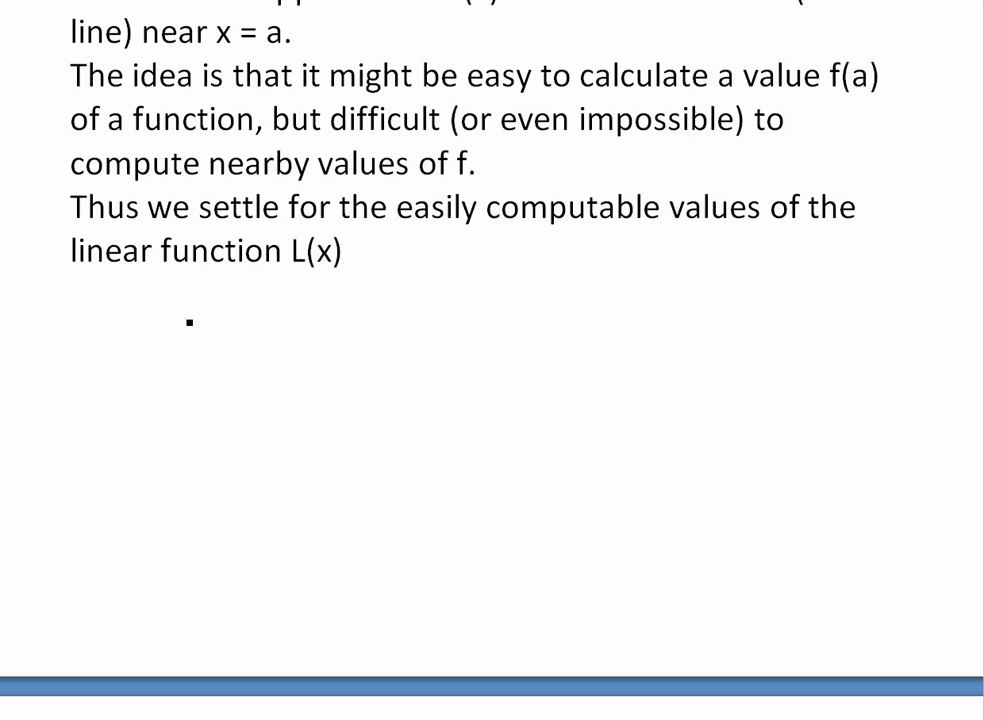 line) near x = a.
The idea is that it might be easy to calculate a value f(a)
of a function, but difficult (or even impossible) to
compute nearby values of f.
Thus we settle for the easily computable values of the
linear function L(x)
.